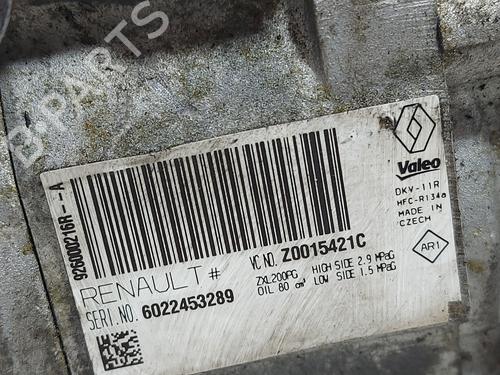 B-PARTS
926000216R--A
RENAULT#
SERI.NO. 6022453289
VC NO. Z0015421C
ZXL200PG
OIL 80 cm³
HIGH SIDE 2.9 MPaG
LOW SIDE 1.5 MPaG
Valeo
DKV-11R
HFC-R134a
MADE IN
CZECH
AR1